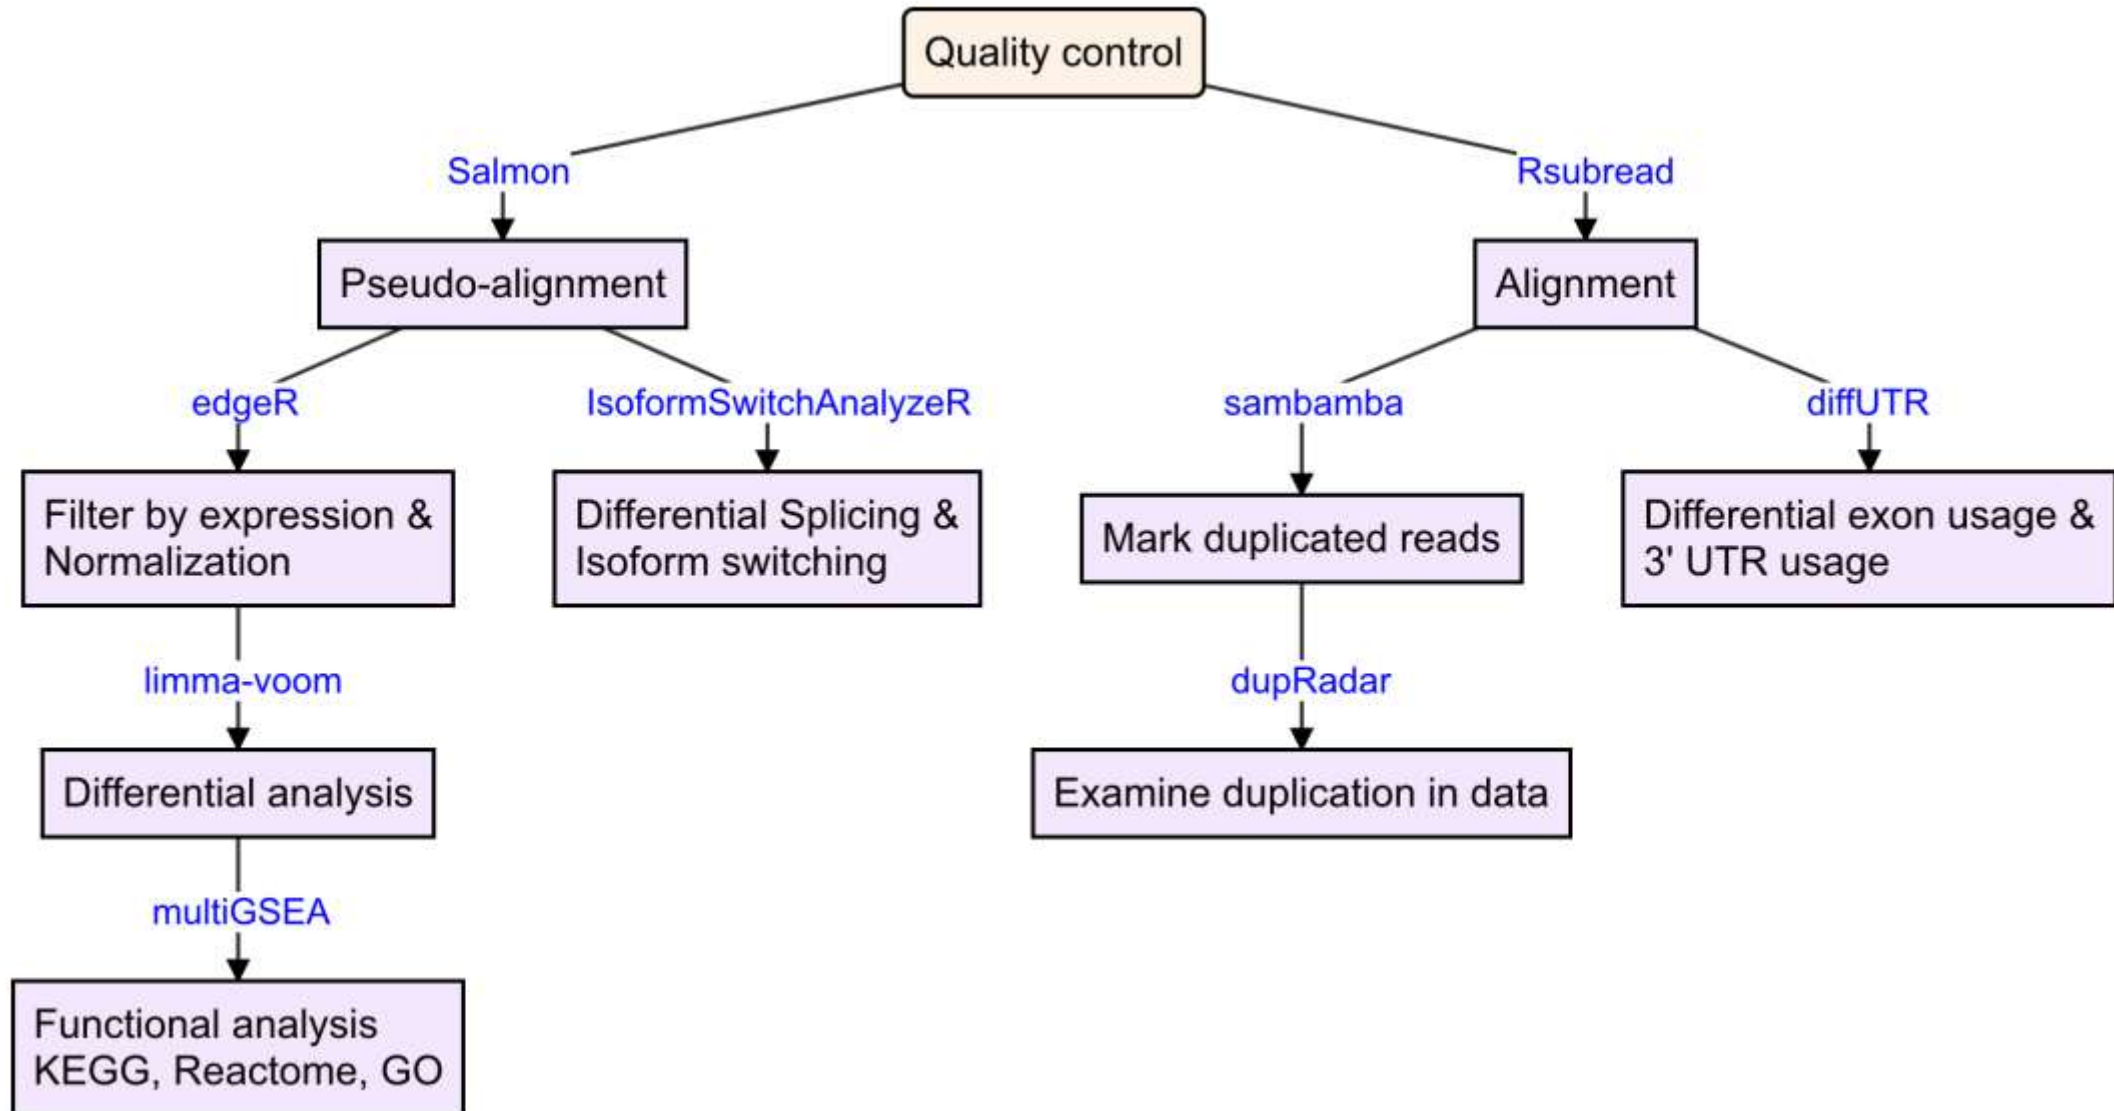 Quality control
Salmon
Rsubread
Pseudo-alignment
Alignment
edgeR
IsoformSwitchAnalyzeR
sambamba
diffUTR
Filter by expression &
Normalization
Differential Splicing &
Isoform switching
Mark duplicated reads
Differential exon usage &
3' UTR usage
limma-voom
dupRadar
Differential analysis
Examine duplication in data
multiGSEA
Functional analysis
KEGG, Reactome, GO